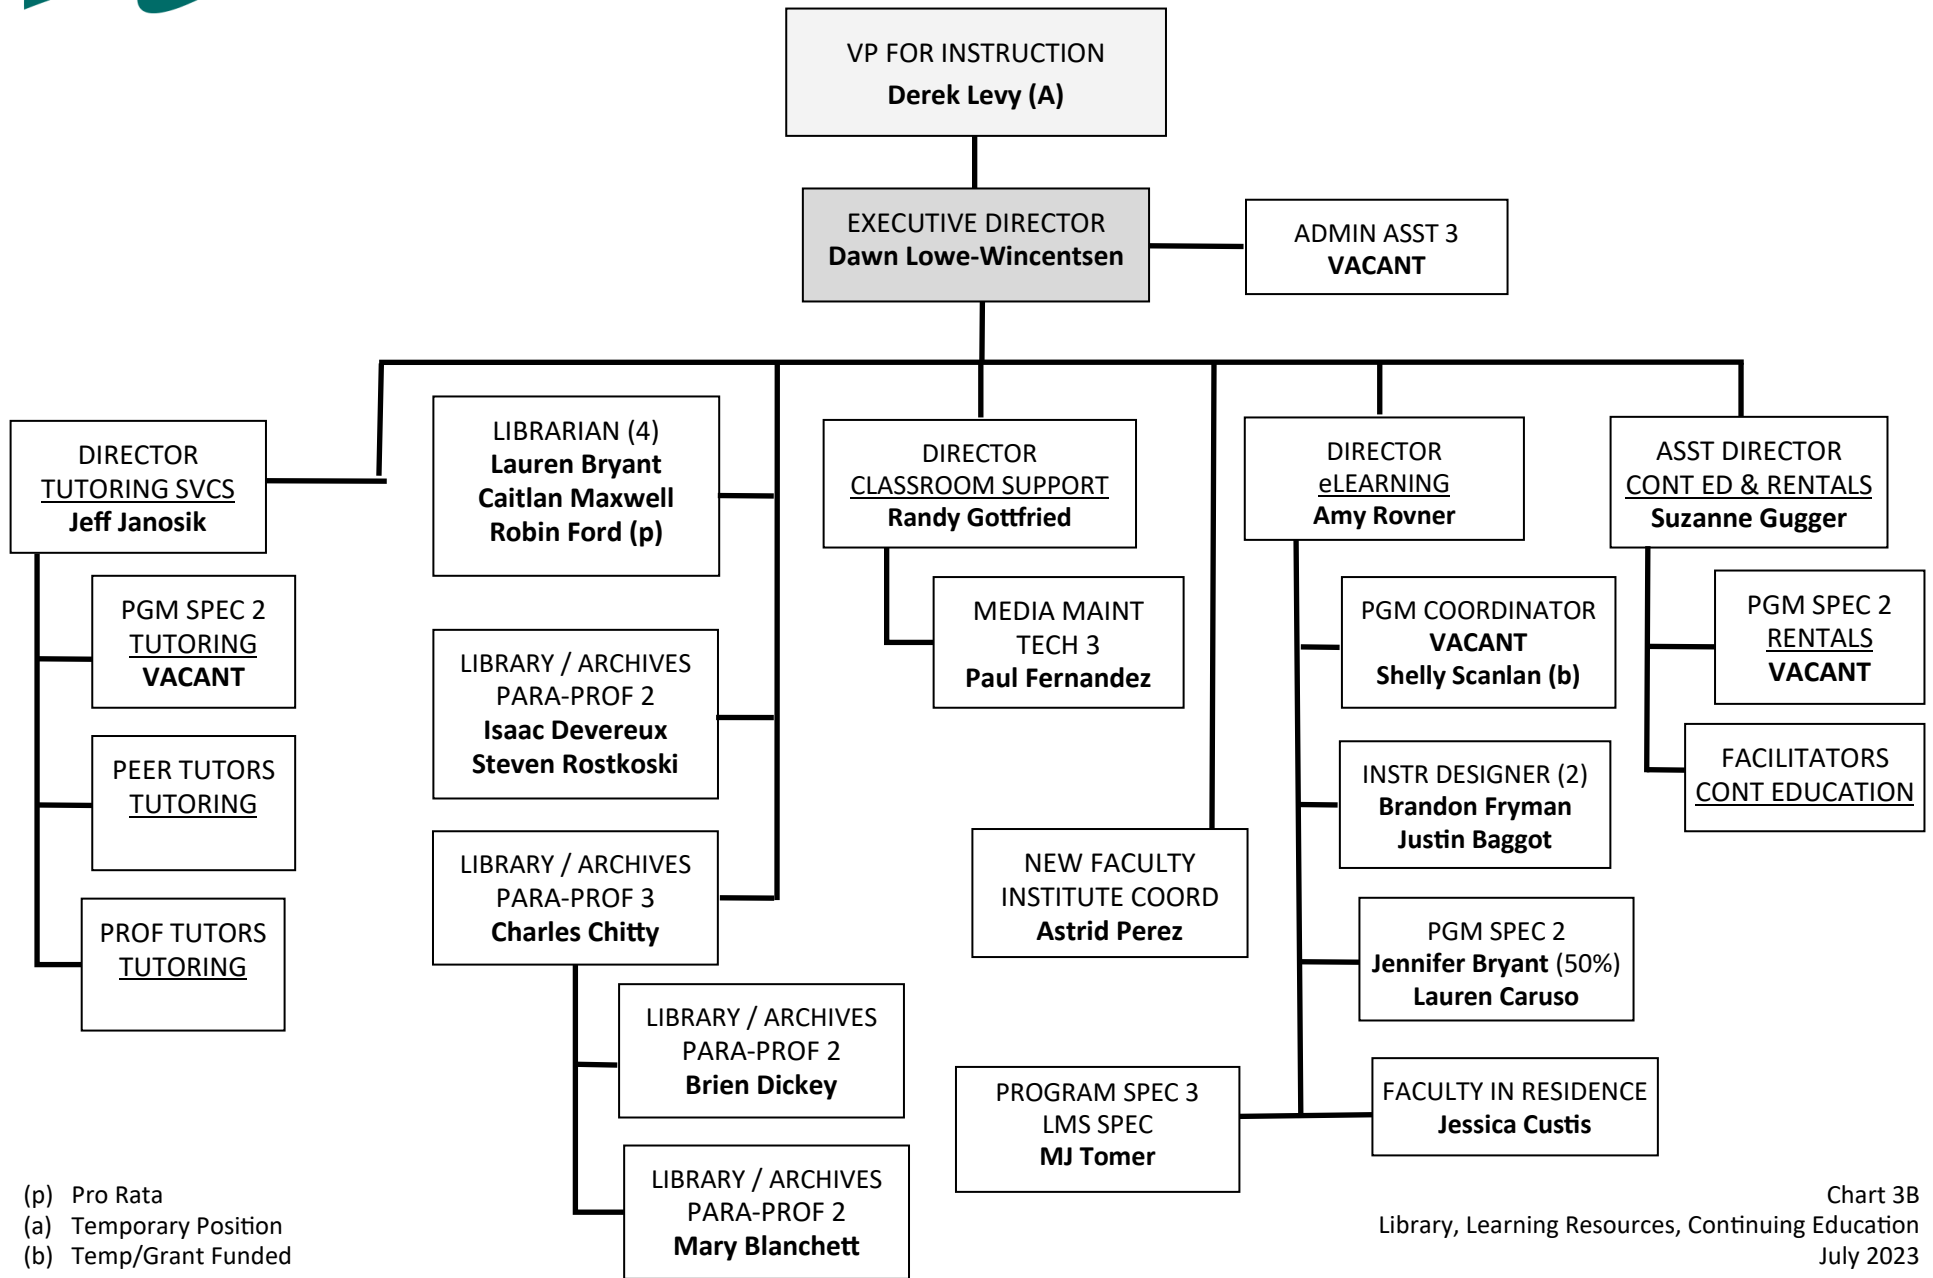 VP FOR INSTRUCTION
Derek Levy (A)
EXECUTIVE DIRECTOR
Dawn Lowe-Wincentsen
ADMIN ASST 3
VACANT
DIRECTOR
TUTORING SVCS
Jeff Janosik
PGM SPEC 2
TUTORING
VACANT
PEER TUTORS
TUTORING
PROF TUTORS
TUTORING
LIBRARIAN (4)
Lauren Bryant
Caitlan Maxwell
Robin Ford (p)
LIBRARY / ARCHIVES
PARA-PROF 2
Isaac Devereux
Steven Rostkoski
LIBRARY / ARCHIVES
PARA-PROF 3
Charles Chitty
LIBRARY / ARCHIVES
PARA-PROF 2
Brien Dickey
LIBRARY / ARCHIVES
PARA-PROF 2
Mary Blanchett
DIRECTOR
CLASSROOM SUPPORT
Randy Gottfried
MEDIA MAINT
TECH 3
Paul Fernandez
NEW FACULTY
INSTITUTE COORD
Astrid Perez
DIRECTOR
eLEARNING
Amy Rovner
PGM COORDINATOR
VACANT
Shelly Scanlan (b)
INSTR DESIGNER (2)
Brandon Fryman
Justin Baggot
PGM SPEC 2
Jennifer Bryant (50%)
Lauren Caruso
PROGRAM SPEC 3
LMS SPEC
MJ Tomer
FACULTY IN RESIDENCE
Jessica Custis
ASST DIRECTOR
CONT ED & RENTALS
Suzanne Gugger
PGM SPEC 2
RENTALS
VACANT
FACILITATORS
CONT EDUCATION
(p) Pro Rata
(a) Temporary Position
(b) Temp/Grant Funded
Chart 3B
Library, Learning Resources, Continuing Education
July 2023